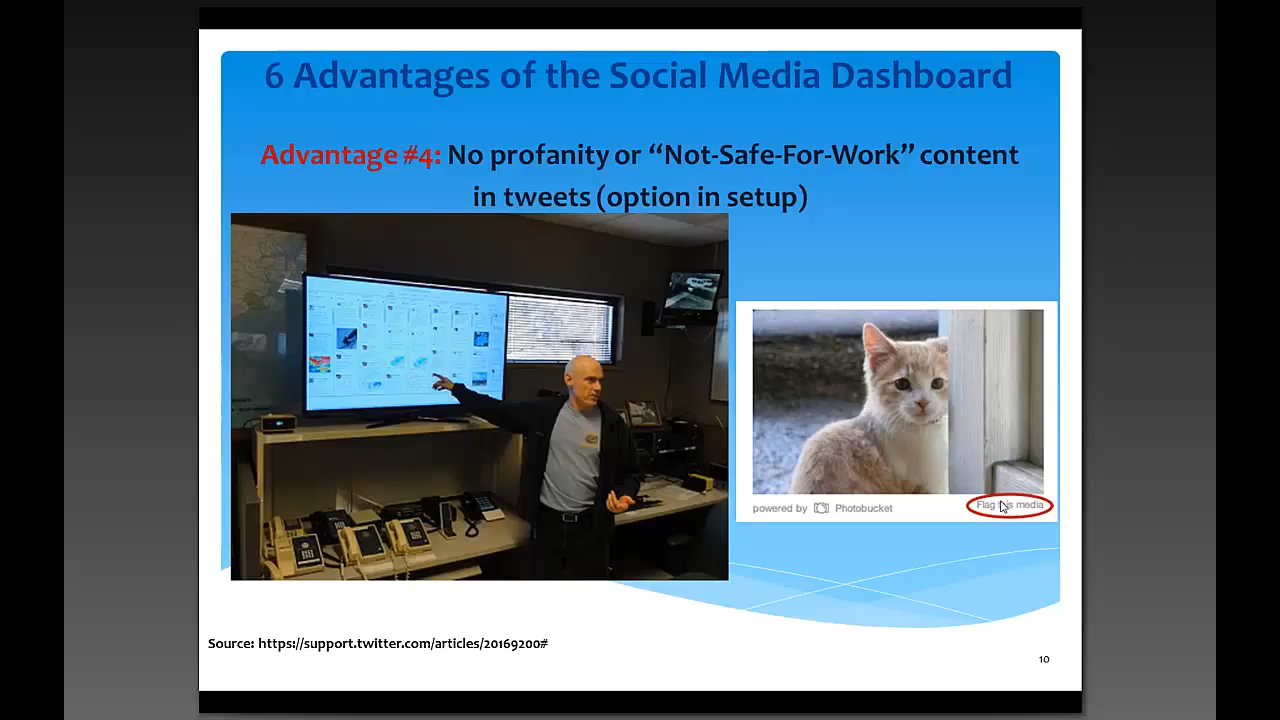 6 Advantages of the Social Media Dashboard
Advantage #4: No profanity or “Not-Safe-For-Work” content
in tweets (option in setup)
powered by Photobucket
Flag this media
Source: https://support.twitter.com/articles/20169200#
10